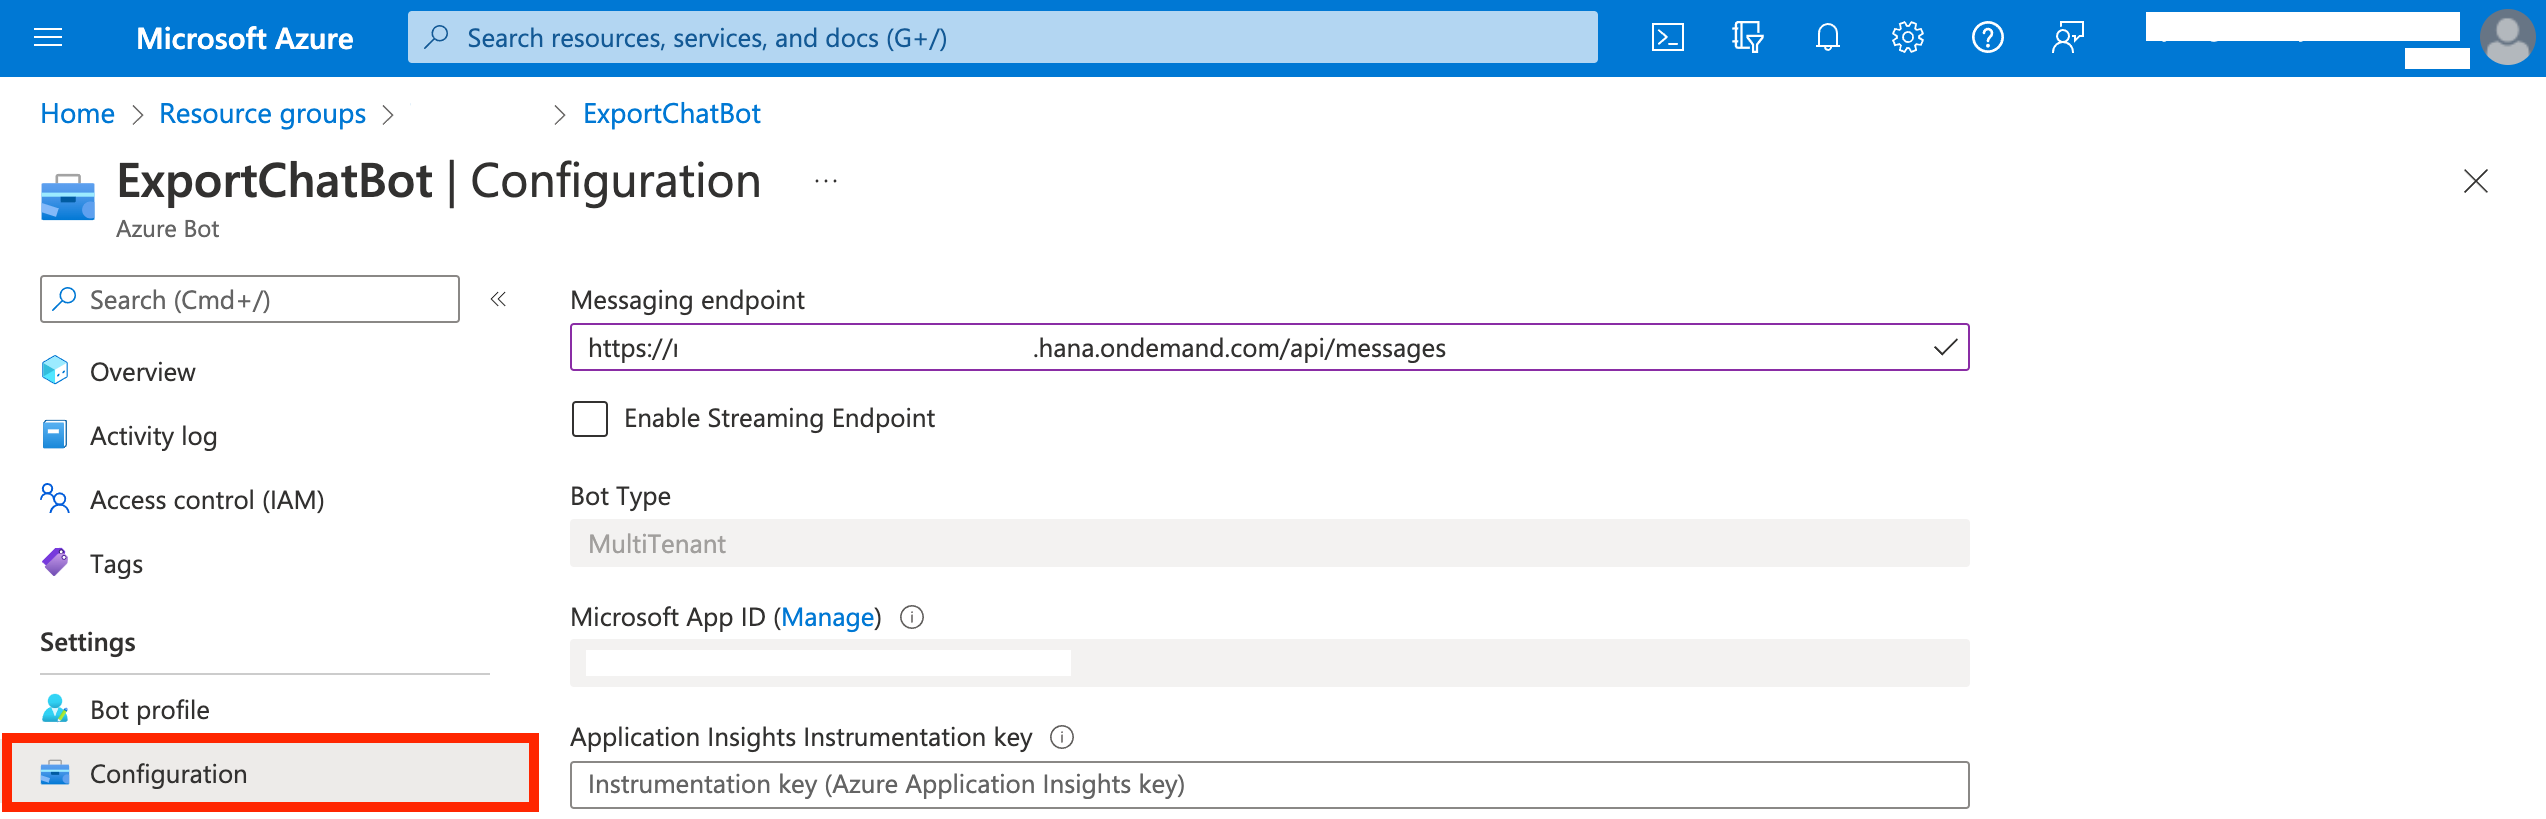 Microsoft Azure
Search resources, services, and docs (G+/)
Home > Resource groups > > ExportChatBot
ExportChatBot | Configuration ...
Azure Bot
Search (Cmd+/) «
Overview
Activity log
Access control (IAM)
Tags
Settings
Bot profile
Configuration
Messaging endpoint
https:// .hana.ondemand.com/api/messages
Enable Streaming Endpoint
Bot Type
MultiTenant
Microsoft App ID (Manage)
Application Insights Instrumentation key
Instrumentation key (Azure Application Insights key)